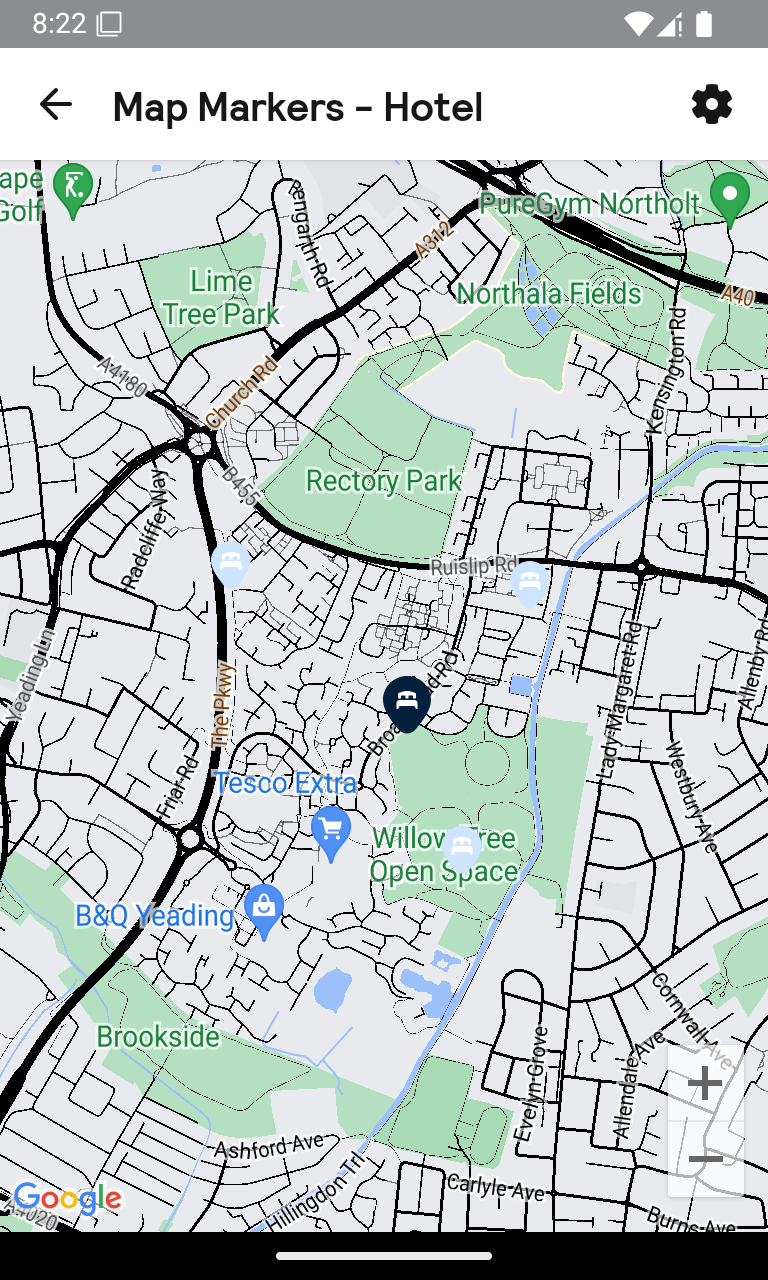 8:22
Map Markers – Hotel
ape
Golf
Pengarth Rd
A312
PureGym Northolt
A40
Lime
Tree Park
Northala Fields
Kensington Rd
A4180
Church Rd
B455
Rectory Park
Radcliffe Way
Ruislip Rd
Yeading Ln
The Pkwy
Lady Margaret Rd
Allenby Rd
Westbury Ave
Friar Rd
Tesco Extra
Willow Tree
Open Space
B&Q Yeading
Brookside
Cornwall Ave
Allendale Ave
Evelyn Grove
Ashford Ave
Hillingdon Trl
Carlyle Ave
Burns Ave
Google
A4020